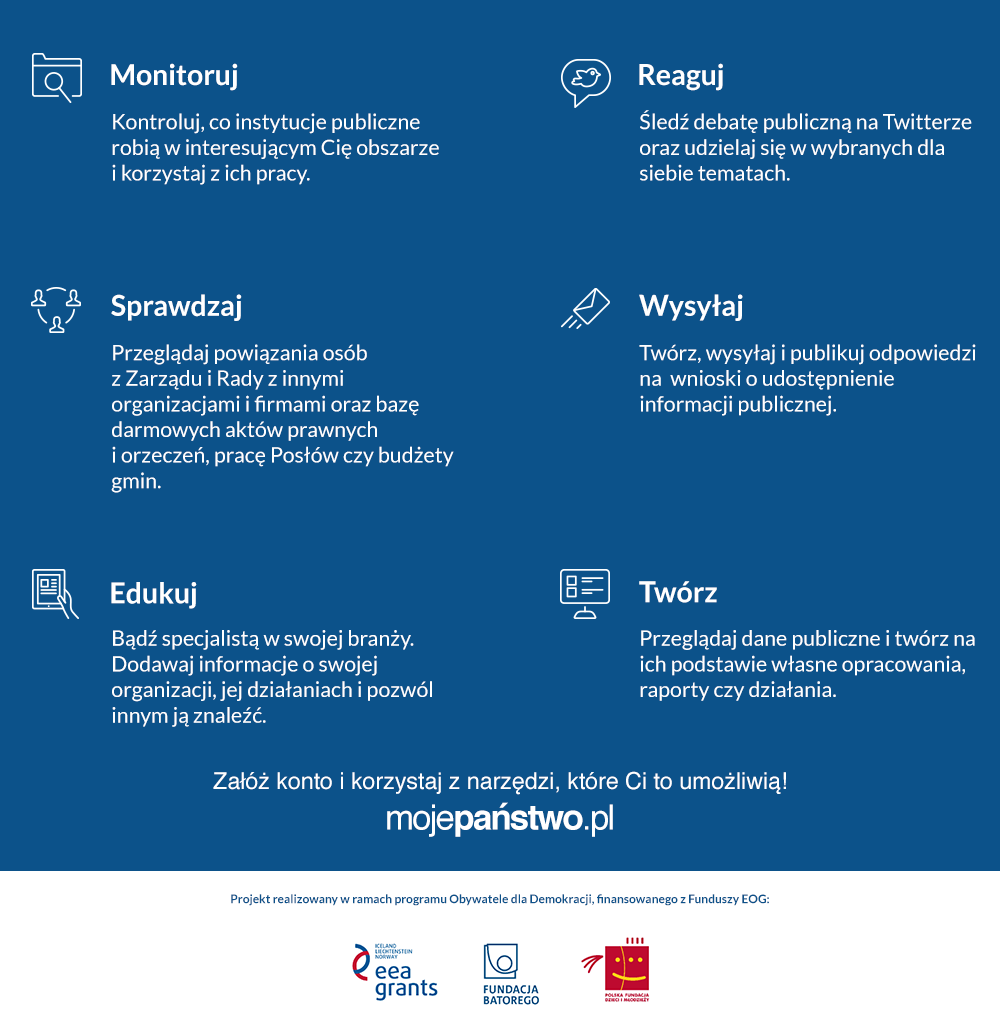 Monitoruj
Kontroluj, co instytucje publiczne
robią w interesującym Cię obszarze
i korzystaj z ich pracy.
Reaguj
Śledź debatę publiczną na Twitterze
oraz udzielaj się w wybranych dla
siebie tematach.
Sprawdzaj
Przeglądaj powiązania osób
z Zarządu i Rady z innymi
organizacjami i firmami oraz bazę
darmowych aktów prawnych
i orzeczeń, pracę Posłów czy budżety
gmin.
Wysyłaj
Twórz, wysyłaj i publikuj odpowiedzi
na wnioski o udostępnienie
informacji publicznej.
Edukuj
Bądź specjalistą w swojej branży.
Dodawaj informacje o swojej
organizacji, jej działaniach i pozwól
innym ją znaleźć.
Twórz
Przeglądaj dane publiczne i twórz na
ich podstawie własne opracowania,
raporty czy działania.
Załóż konto i korzystaj z narzędzi, które Ci to umożliwią!
mojepaństwo.pl
Projekt realizowany w ramach programu Obywatele dla Demokracji, finansowanego z Funduszy EOG:
ICELAND
LIECHTENSTEIN
NORWAY
eea
grants
FUNDACJA
BATOREGO
POLSKA FUNDACJA
DZIECI I MŁODZIEŻY